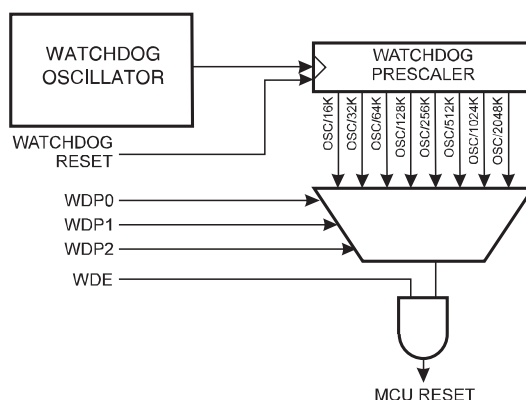 WATCHDOG
OSCILLATOR
WATCHDOG
PRESCALER
WATCHDOG
RESET
OSC/16K
OSC/32K
OSC/64K
OSC/128K
OSC/256K
OSC/512K
OSC/1024K
OSC/2048K
WDP0
WDP1
WDP2
WDE
MCU RESET